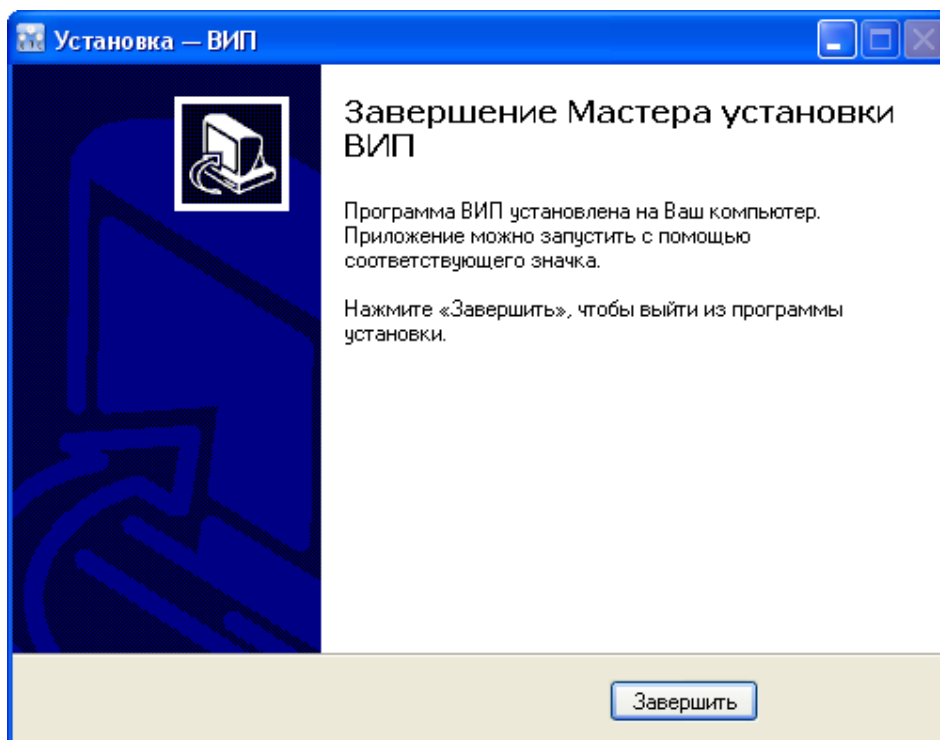 Установка — ВИП
Завершение Мастера установки
ВИП
Программа ВИП установлена на Ваш компьютер.
Приложение можно запустить с помощью
соответствующего значка.
Нажмите «Завершить», чтобы выйти из программы
установки.
Завершить